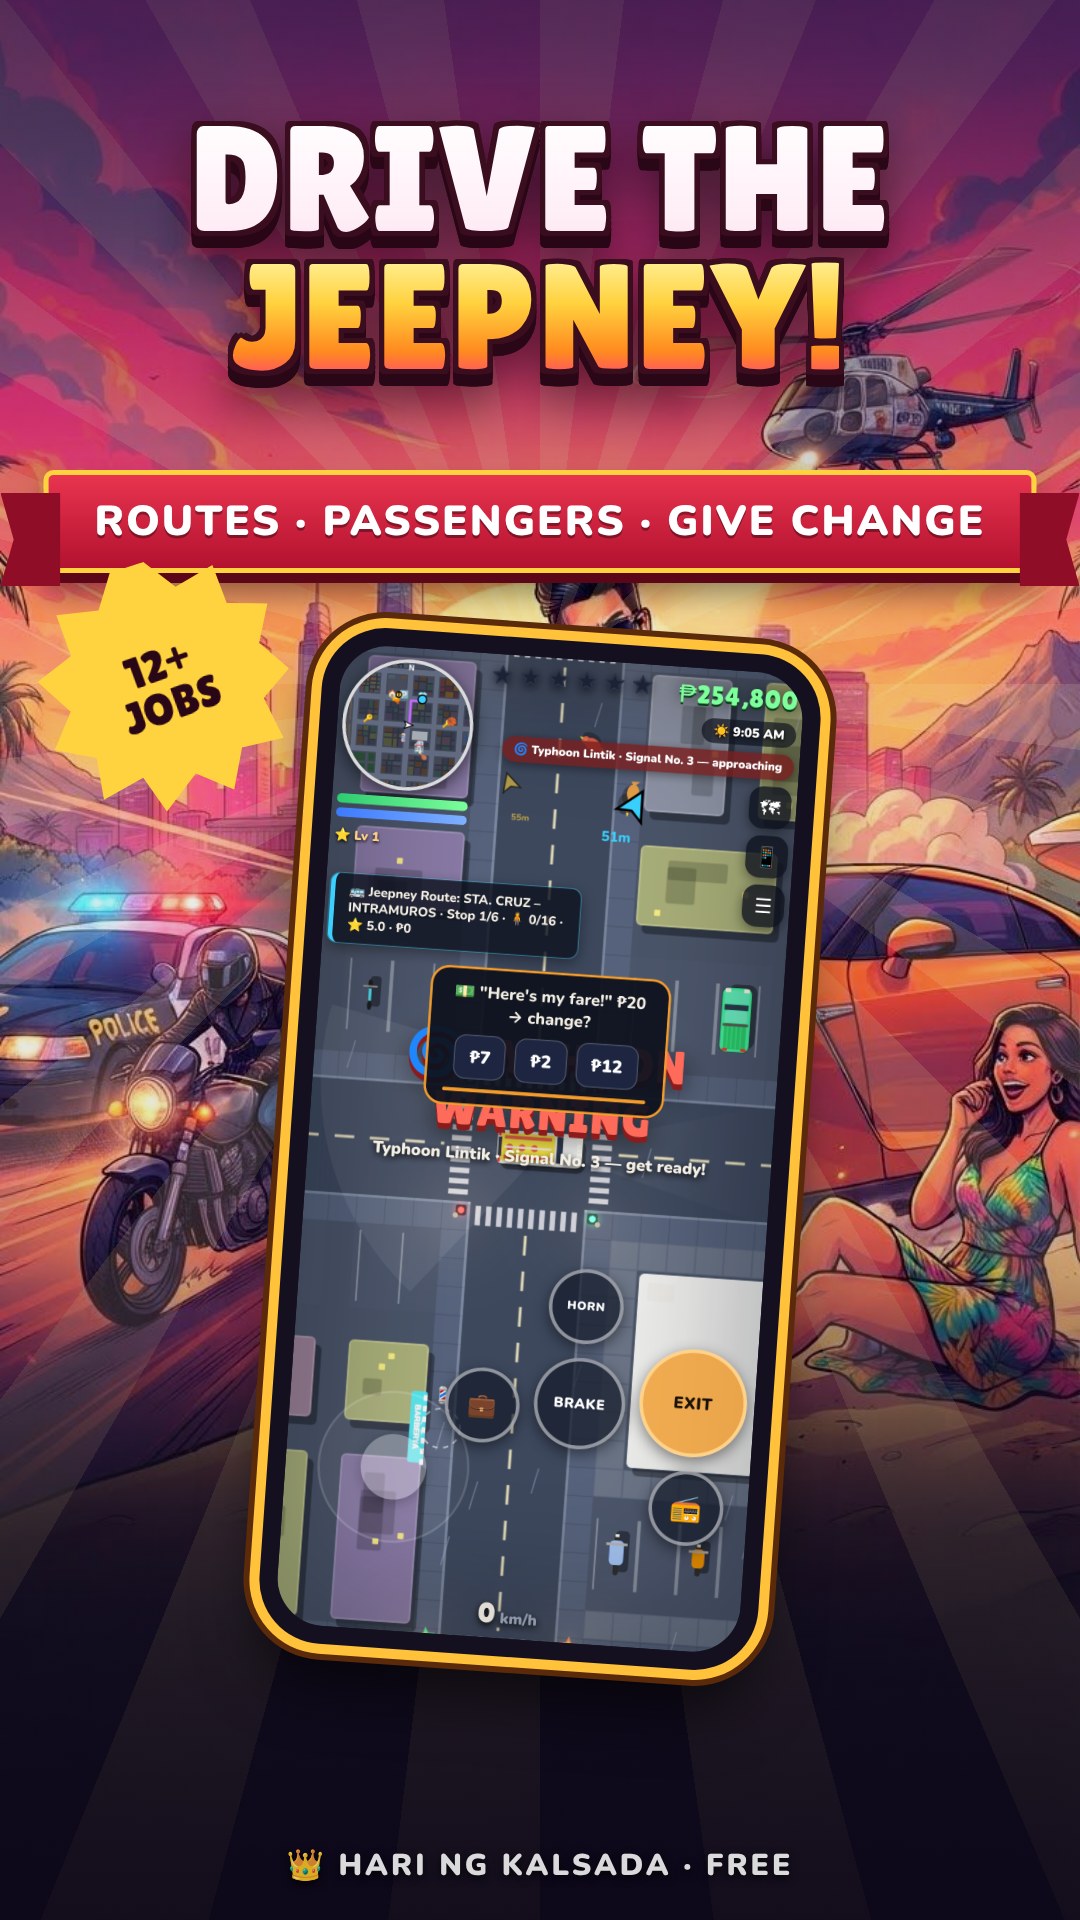 DRIVE THE
JEEPNEY!
ROUTES · PASSENGERS · GIVE CHANGE
12+
JOBS
N
₱254,800
☀️ 9:05 AM
🌀 Typhoon Lintik · Signal No. 3 — approaching
55m
51m
⭐ Lv 1
🚌 Jeepney Route: STA. CRUZ –
INTRAMUROS · Stop 1/6 · 🧍 0/16 ·
⭐ 5.0 · ₱0
💵 "Here's my fare!" ₱20
→ change?
₱7 ₱2 ₱12
WARNING
Typhoon Lintik · Signal No. 3 — get ready!
POLICE
HORN
BRAKE
EXIT
0 km/h
👑 HARI NG KALSADA · FREE